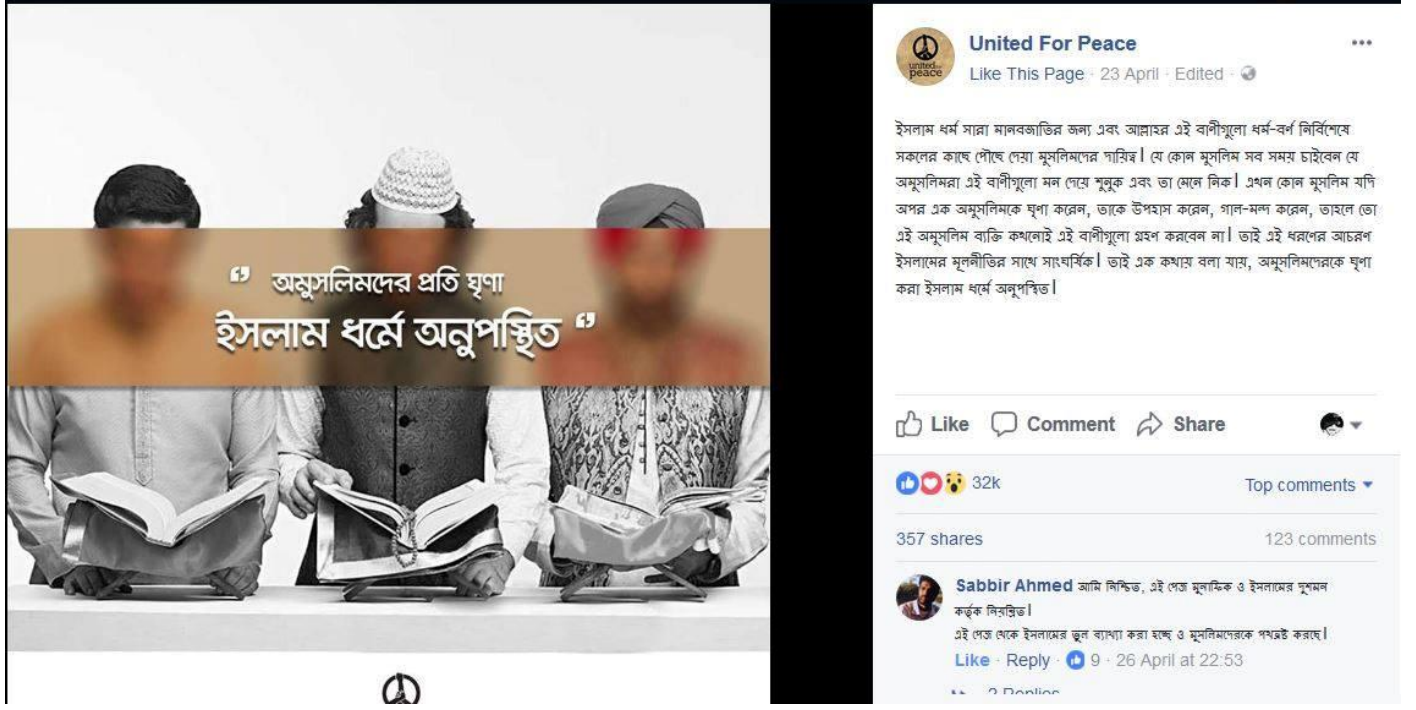 “ অমুসলিমদের প্রতি ঘৃণা
ইসলাম ধর্মে অনুপস্থিত “
united for
peace
United For Peace
Like This Page · 23 April · Edited ·
ইসলাম ধর্ম সারা মানবজাতির জন্য এবং আল্লাহর এই বাণীগুলো ধর্ম-বর্ণ নির্বিশেষে
সকলের কাছে পৌছে দেয়া মুসলিমদের দায়িত্ব। যে কোন মুসলিম সব সময় চাইবেন যে
অমুসলিমরা এই বাণীগুলো মন দিয়ে শুনুক এবং তা মেনে নিক। এখন কোন মুসলিম যদি
অপর এক অমুসলিমকে ঘৃণা করেন, তাকে উপহাস করেন, গাল-মন্দ করেন, তাহলে তো
এই অমুসলিম ব্যক্তি কখনোই এই বাণীগুলো গ্রহণ করবেন না। তাই এই ধরণের আচরণ
ইসলামের মূলনীতির সাথে সাংঘর্ষিক। তাই এক কথায় বলা যায়, অমুসলিমদেরকে ঘৃণা
করা ইসলাম ধর্মে অনুপস্থিত।
Like Comment Share
32k Top comments
357 shares 123 comments
Sabbir Ahmed আমি নিশ্চিত, এই পেজ মুনাফিক ও ইসলামের দুশমন
কর্তৃক নিয়ন্ত্রিত।
এই পেজ থেকে ইসলামের ভুল ব্যাখ্যা করা হচ্ছে ও মুসলিমদেরকে পথভ্রষ্ট করছে।
Like · Reply · 9 · 26 April at 22:53
2 Replies